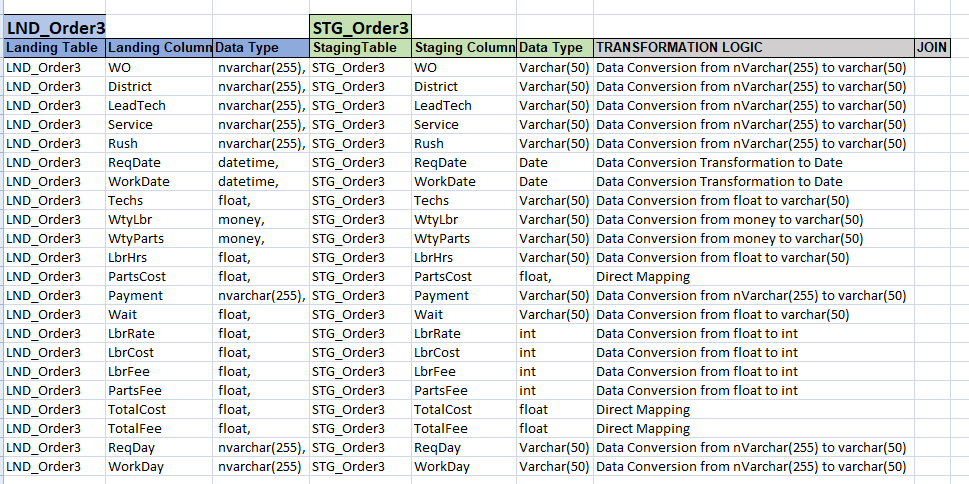 LND_Order3 STG_Order3
Landing Table Landing Column Data Type StagingTable Staging Column Data Type TRANSFORMATION LOGIC JOIN
LND_Order3 WO nvarchar(255), STG_Order3 WO Varchar(50) Data Conversion from nVarchar(255) to varchar(50)
LND_Order3 District nvarchar(255), STG_Order3 District Varchar(50) Data Conversion from nVarchar(255) to varchar(50)
LND_Order3 LeadTech nvarchar(255), STG_Order3 LeadTech Varchar(50) Data Conversion from nVarchar(255) to varchar(50)
LND_Order3 Service nvarchar(255), STG_Order3 Service Varchar(50) Data Conversion from nVarchar(255) to varchar(50)
LND_Order3 Rush nvarchar(255), STG_Order3 Rush Varchar(50) Data Conversion from nVarchar(255) to varchar(50)
LND_Order3 ReqDate datetime, STG_Order3 ReqDate Date Data Conversion Transformation to Date
LND_Order3 WorkDate datetime, STG_Order3 WorkDate Date Data Conversion Transformation to Date
LND_Order3 Techs float, STG_Order3 Techs Varchar(50) Data Conversion from float to varchar(50)
LND_Order3 WtyLbr money, STG_Order3 WtyLbr Varchar(50) Data Conversion from money to varchar(50)
LND_Order3 WtyParts money, STG_Order3 WtyParts Varchar(50) Data Conversion from money to varchar(50)
LND_Order3 LbrHrs float, STG_Order3 LbrHrs Varchar(50) Data Conversion from float to varchar(50)
LND_Order3 PartsCost float, STG_Order3 PartsCost float, Direct Mapping
LND_Order3 Payment nvarchar(255), STG_Order3 Payment Varchar(50) Data Conversion from nVarchar(255) to varchar(50)
LND_Order3 Wait float, STG_Order3 Wait Varchar(50) Data Conversion from float to varchar(50)
LND_Order3 LbrRate float, STG_Order3 LbrRate int Data Conversion from float to int
LND_Order3 LbrCost float, STG_Order3 LbrCost int Data Conversion from float to int
LND_Order3 LbrFee float, STG_Order3 LbrFee int Data Conversion from float to int
LND_Order3 PartsFee float, STG_Order3 PartsFee int Data Conversion from float to int
LND_Order3 TotalCost float, STG_Order3 TotalCost float Direct Mapping
LND_Order3 TotalFee float, STG_Order3 TotalFee float Direct Mapping
LND_Order3 ReqDay nvarchar(255), STG_Order3 ReqDay Varchar(50) Data Conversion from nVarchar(255) to varchar(50)
LND_Order3 WorkDay nvarchar(255) STG_Order3 WorkDay Varchar(50) Data Conversion from nVarchar(255) to varchar(50)